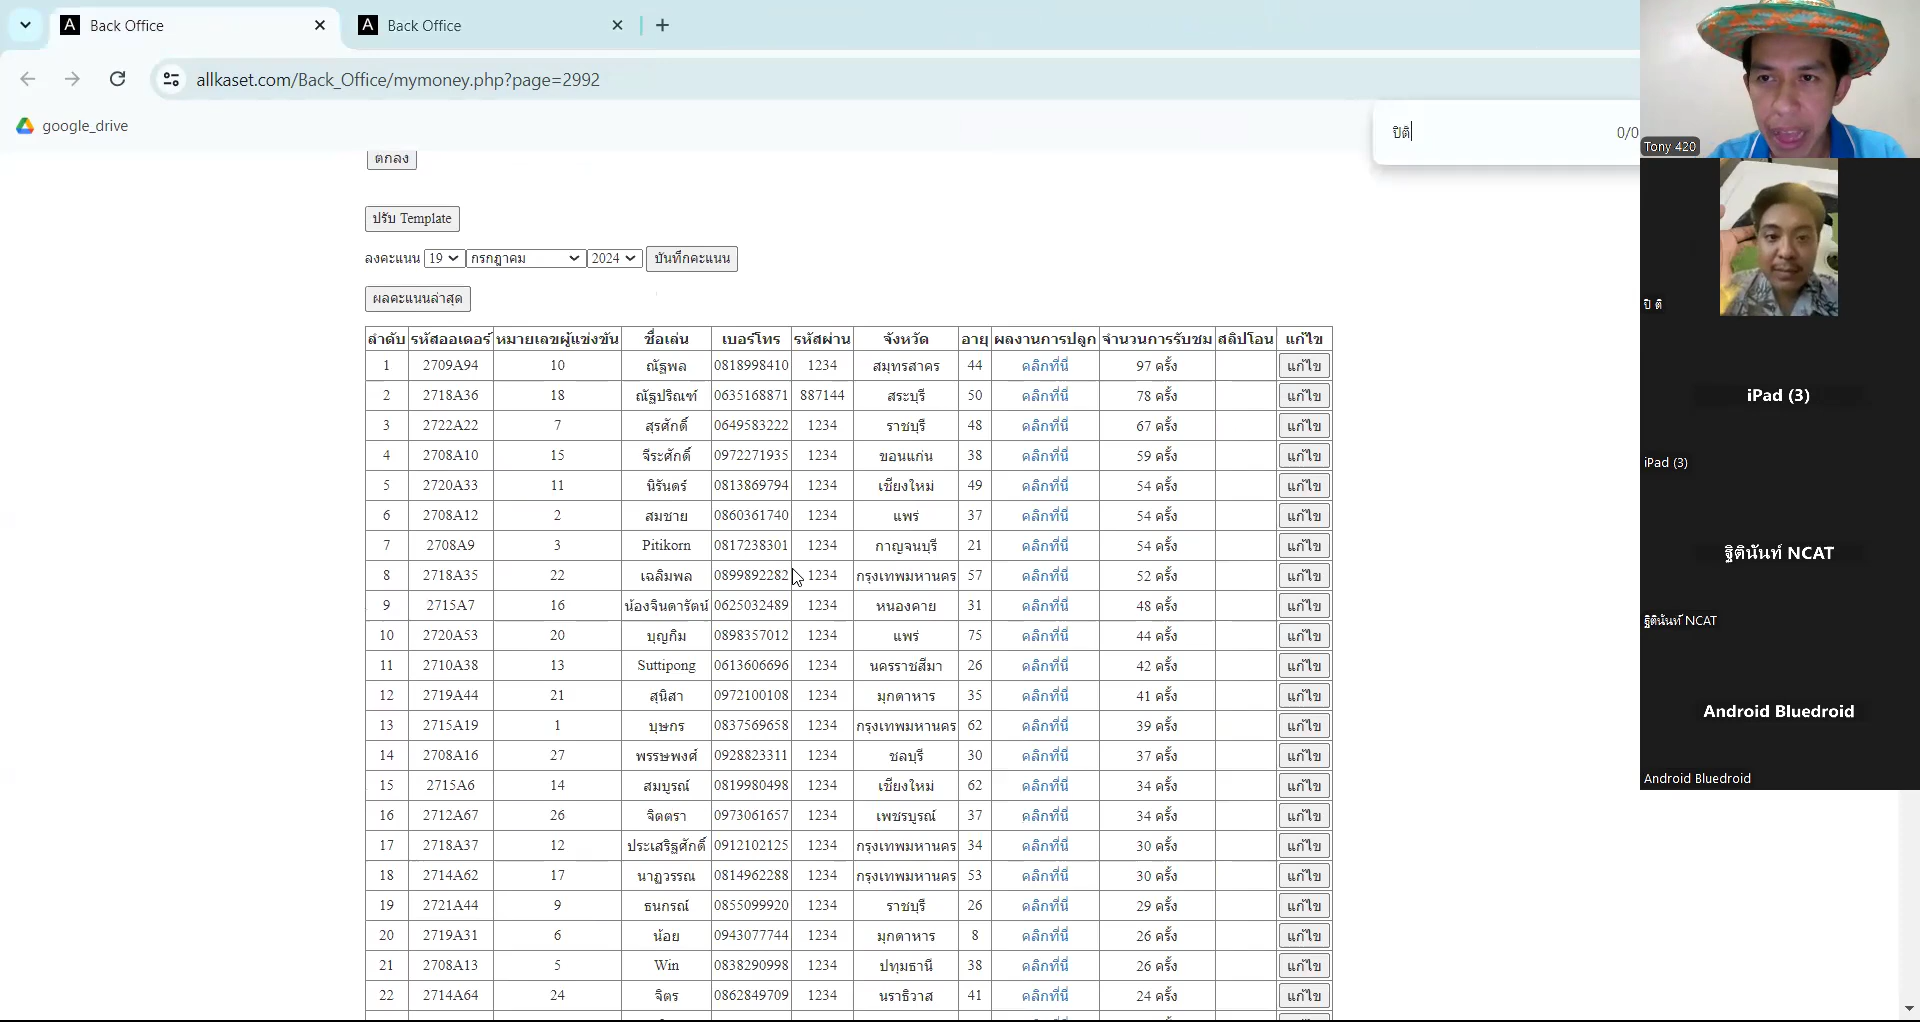 Back Office
Back Office
allkaset.com/Back_Office/mymoney.php?page=2992
google_drive
ปิติ 0/0
ตกลง
ปรับ Template
ลงคะแนน 19 กรกฎาคม 2024 บันทึกคะแนน
ผลคะแนนล่าสุด
ลำดับ รหัสออเดอร์ หมายเลขผู้แข่งขัน ชื่อเล่น เบอร์โทร รหัสผ่าน จังหวัด อายุ ผลงานการปลูก จำนวนการรับชม สลิปโอน แก้ไข
1 2709A94 10 ณัฐพล 0818998410 1234 สมุทรสาคร 44 คลิกที่นี่ 97 ครั้ง แก้ไข
2 2718A36 18 ณัฐปริณฑ์ 0635168871 887144 สระบุรี 50 คลิกที่นี่ 78 ครั้ง แก้ไข
3 2722A22 7 สุรศักดิ์ 0649583222 1234 ราชบุรี 48 คลิกที่นี่ 67 ครั้ง แก้ไข
4 2708A10 15 จีระศักดิ์ 0972271935 1234 ขอนแก่น 38 คลิกที่นี่ 59 ครั้ง แก้ไข
5 2720A33 11 นิรันดร์ 0813869794 1234 เชียงใหม่ 49 คลิกที่นี่ 54 ครั้ง แก้ไข
6 2708A12 2 สมชาย 0860361740 1234 แพร่ 37 คลิกที่นี่ 54 ครั้ง แก้ไข
7 2708A9 3 Pitikorn 0817238301 1234 กาญจนบุรี 21 คลิกที่นี่ 54 ครั้ง แก้ไข
8 2718A35 22 เฉลิมพล 0899892282 1234 กรุงเทพมหานคร 57 คลิกที่นี่ 52 ครั้ง แก้ไข
9 2715A7 16 น้องจินดารัตน์ 0625032489 1234 หนองคาย 31 คลิกที่นี่ 48 ครั้ง แก้ไข
10 2720A53 20 บุญกิม 0898357012 1234 แพร่ 75 คลิกที่นี่ 44 ครั้ง แก้ไข
11 2710A38 13 Suttipong 0613606696 1234 นครราชสีมา 26 คลิกที่นี่ 42 ครั้ง แก้ไข
12 2719A44 21 สุนิสา 0972100108 1234 มุกดาหาร 35 คลิกที่นี่ 41 ครั้ง แก้ไข
13 2715A19 1 บุษกร 0837569658 1234 กรุงเทพมหานคร 62 คลิกที่นี่ 39 ครั้ง แก้ไข
14 2708A16 27 พรรษพงศ์ 0928823311 1234 ชลบุรี 30 คลิกที่นี่ 37 ครั้ง แก้ไข
15 2715A6 14 สมบูรณ์ 0819980498 1234 เชียงใหม่ 62 คลิกที่นี่ 34 ครั้ง แก้ไข
16 2712A67 26 จิตตรา 0973061657 1234 เพชรบูรณ์ 37 คลิกที่นี่ 34 ครั้ง แก้ไข
17 2718A37 12 ประเสริฐศักดิ์ 0912102125 1234 กรุงเทพมหานคร 34 คลิกที่นี่ 30 ครั้ง แก้ไข
18 2714A62 17 นาฏวรรณ 0814962288 1234 กรุงเทพมหานคร 53 คลิกที่นี่ 30 ครั้ง แก้ไข
19 2721A44 9 ธนกรณ์ 0855099920 1234 ราชบุรี 26 คลิกที่นี่ 29 ครั้ง แก้ไข
20 2719A31 6 น้อย 0943077744 1234 มุกดาหาร 8 คลิกที่นี่ 26 ครั้ง แก้ไข
21 2708A13 5 Win 0838290998 1234 ปทุมธานี 38 คลิกที่นี่ 26 ครั้ง แก้ไข
22 2714A64 24 จิตร 0862849709 1234 นราธิวาส 41 คลิกที่นี่ 24 ครั้ง แก้ไข
Tony 420
ปิ ติ
iPad (3)
iPad (3)
ฐิตินันท์ NCAT
ฐิตินันท์ NCAT
Android Bluedroid
Android Bluedroid